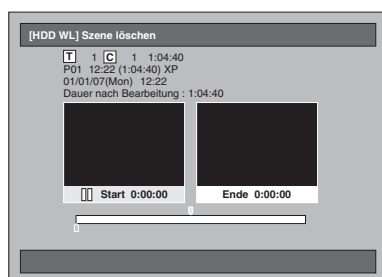 [HDD WL] Szene löschen
T 1 C 1 1:04:40
P01 12:22 (1:04:40) XP
01/01/07(Mon) 12:22
Dauer nach Bearbeitung : 1:04:40
Start 0:00:00
Ende 0:00:00